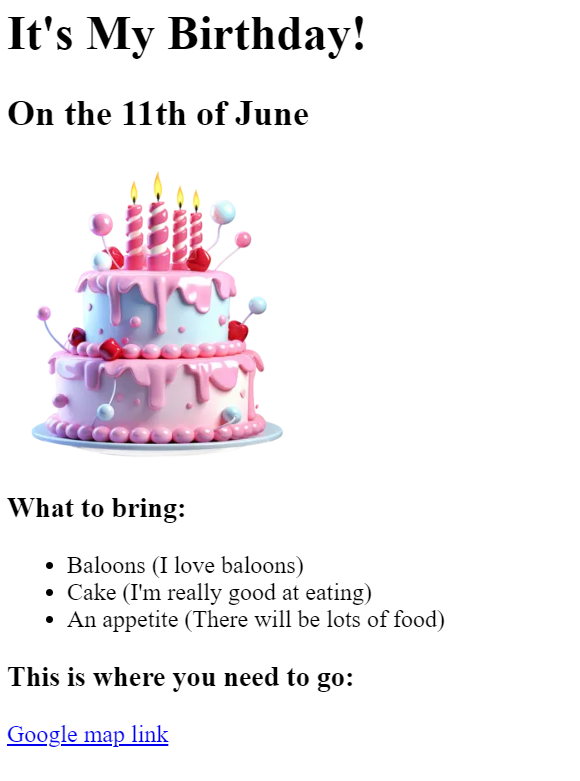 It's My Birthday!
On the 11th of June
What to bring:
Baloons (I love baloons)
Cake (I'm really good at eating)
An appetite (There will be lots of food)
This is where you need to go:
Google map link